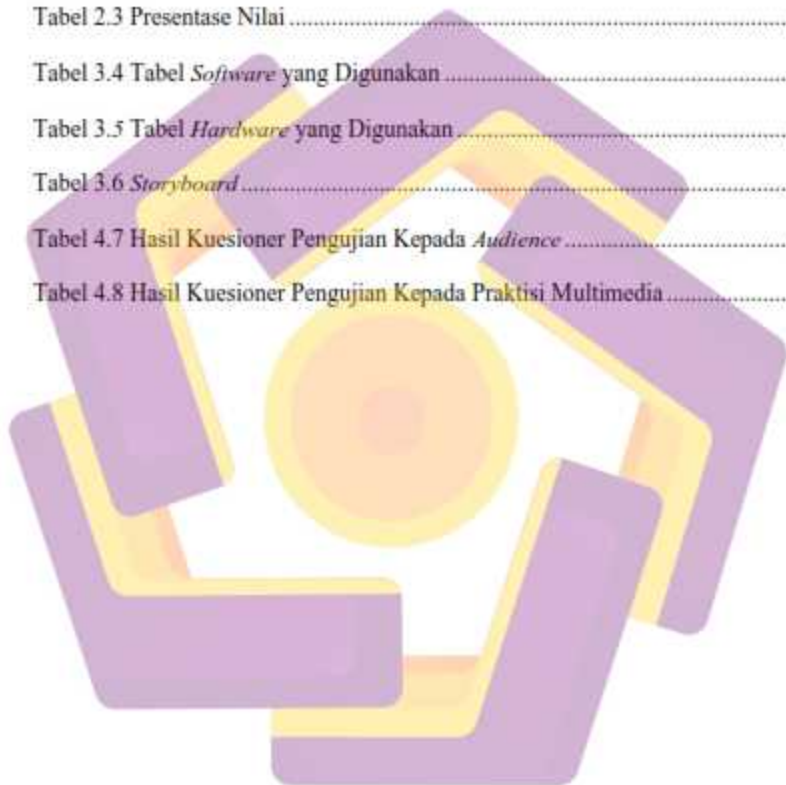 Tabel 2.3 Presentase Nilai ................................................................................
Tabel 3.4 Tabel Software yang Digunakan ........................................................
Tabel 3.5 Tabel Hardware yang Digunakan ......................................................
Tabel 3.6 Storyboard .........................................................................................
Tabel 4.7 Hasil Kuesioner Pengujian Kepada Audience ...................................
Tabel 4.8 Hasil Kuesioner Pengujian Kepada Praktisi Multimedia ...................